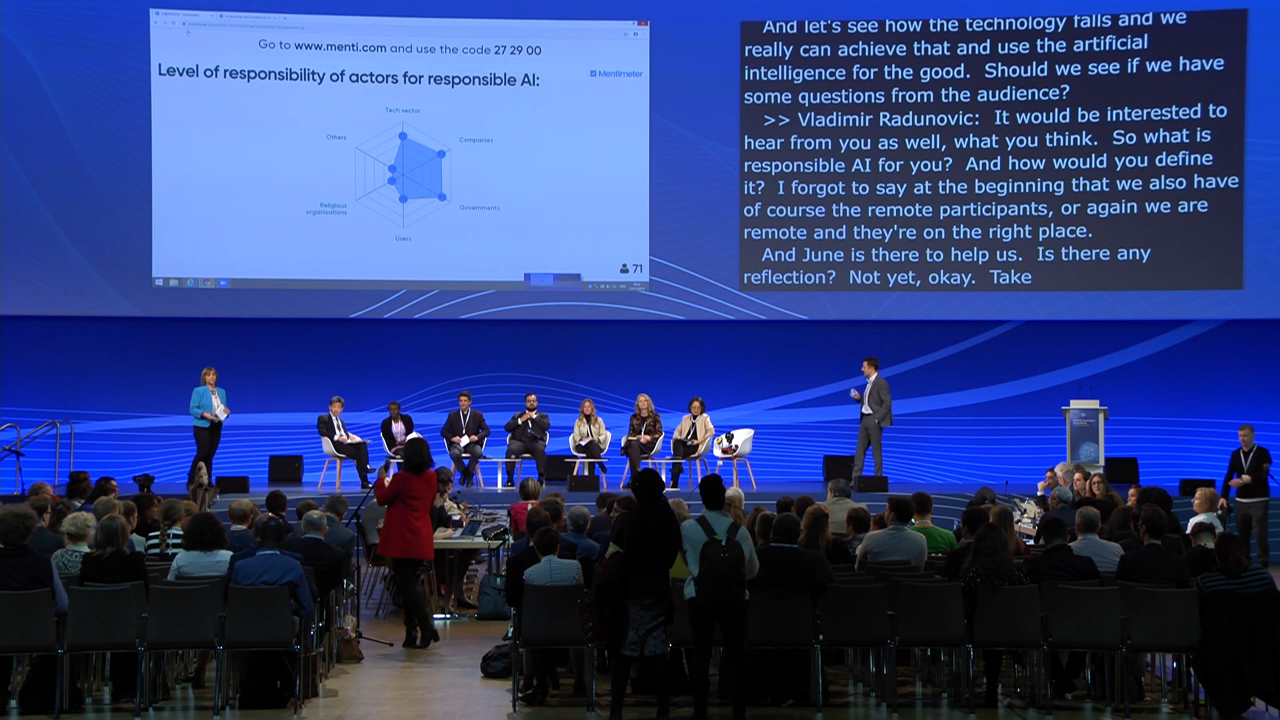 Go to www.menti.com and use the code 27 29 00
Level of responsibility of actors for responsible AI:
Mentimeter
Tech sector
Others
Companies
Religious
organisations
Governments
Users
71
And let's see how the technology falls and we
really can achieve that and use the artificial
intelligence for the good. Should we see if we have
some questions from the audience?
>> Vladimir Radunovic: It would be interested to
hear from you as well, what you think. So what is
responsible AI for you? And how would you define
it? I forgot to say at the beginning that we also have
of course the remote participants, or again we are
remote and they're on the right place.
And June is there to help us. Is there any
reflection? Not yet, okay. Take